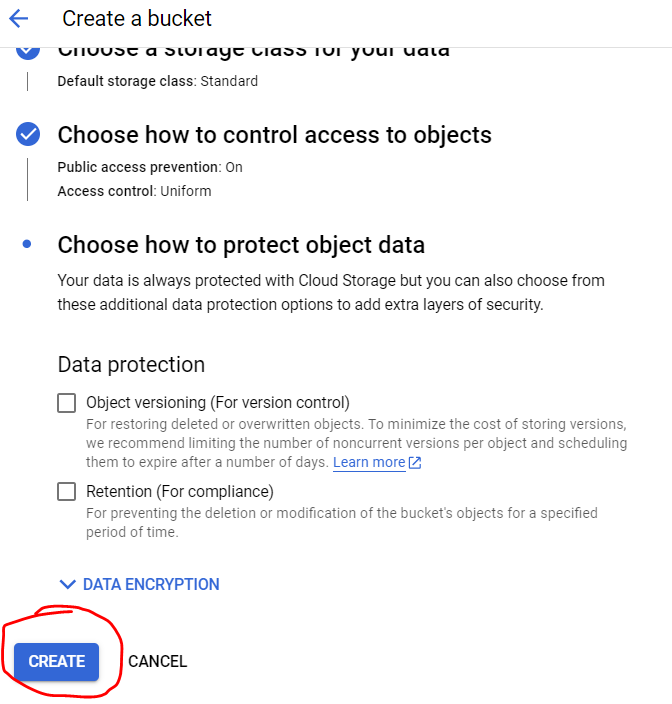 Create a bucket
Choose a storage class for your data
Default storage class: Standard
Choose how to control access to objects
Public access prevention: On
Access control: Uniform
Choose how to protect object data
Your data is always protected with Cloud Storage but you can also choose from
these additional data protection options to add extra layers of security.
Data protection
Object versioning (For version control)
For restoring deleted or overwritten objects. To minimize the cost of storing versions,
we recommend limiting the number of noncurrent versions per object and scheduling
them to expire after a number of days. Learn more
Retention (For compliance)
For preventing the deletion or modification of the bucket's objects for a specified
period of time.
DATA ENCRYPTION
CREATE CANCEL